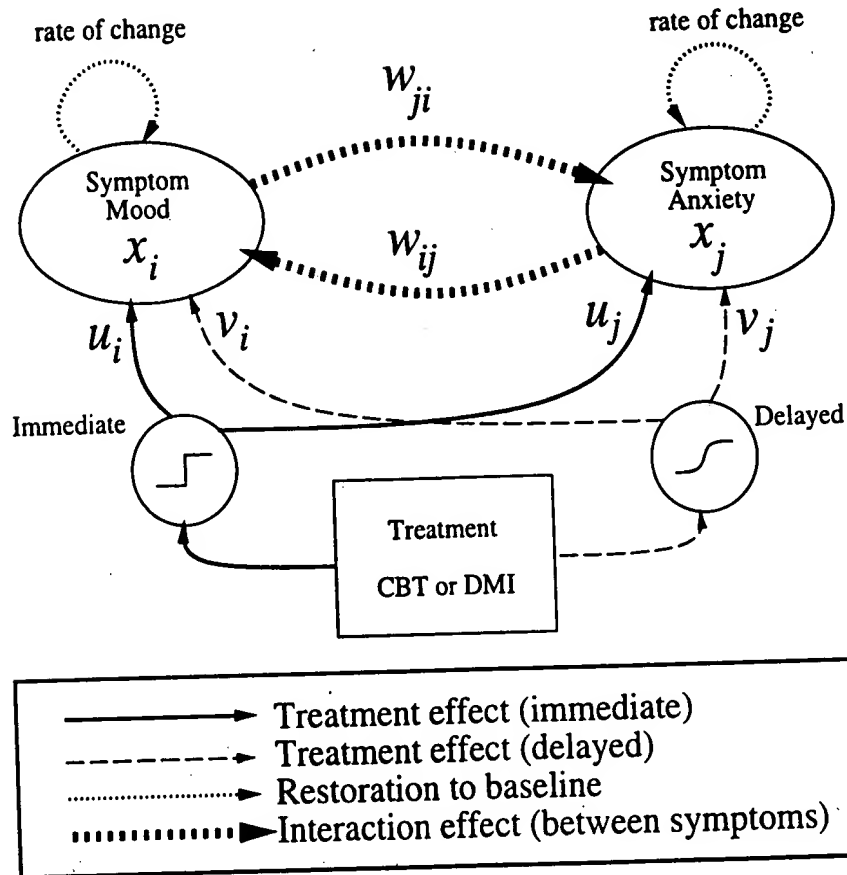 rate of change
rate of change
w_ji
Symptom
Mood
x_i
Symptom
Anxiety
x_j
w_ij
u_i
v_i
u_j
v_j
Immediate
Delayed
Treatment
CBT or DMI
Treatment effect (immediate)
Treatment effect (delayed)
Restoration to baseline
Interaction effect (between symptoms)